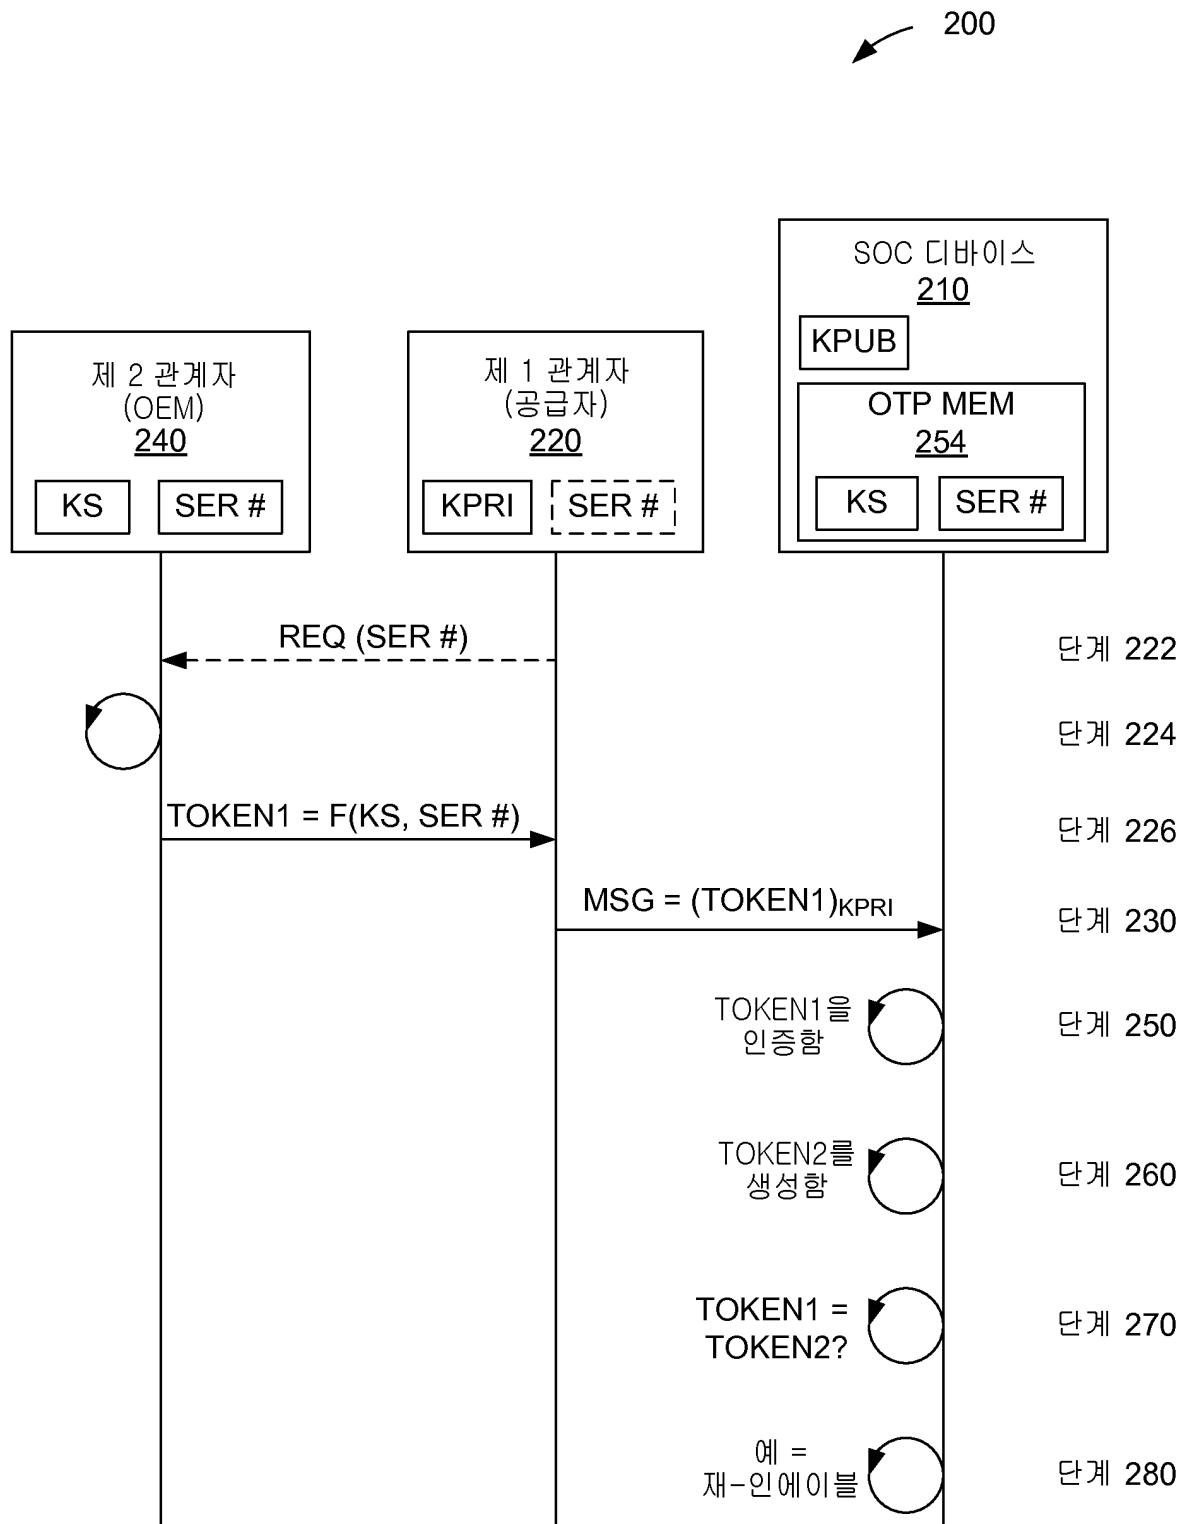 200
SOC 디바이스
210
KPUB
OTP MEM
254
KS
SER #
제 2 관계자
(OEM)
240
KS
SER #
제 1 관계자
(공급자)
220
KPRI
SER #
REQ (SER #)
단계 222
단계 224
TOKEN1 = F(KS, SER #)
단계 226
MSG = (TOKEN1)KPRI
단계 230
TOKEN1을
인증함
단계 250
TOKEN2를
생성함
단계 260
TOKEN1 =
TOKEN2?
단계 270
예 =
재-인에이블
단계 280